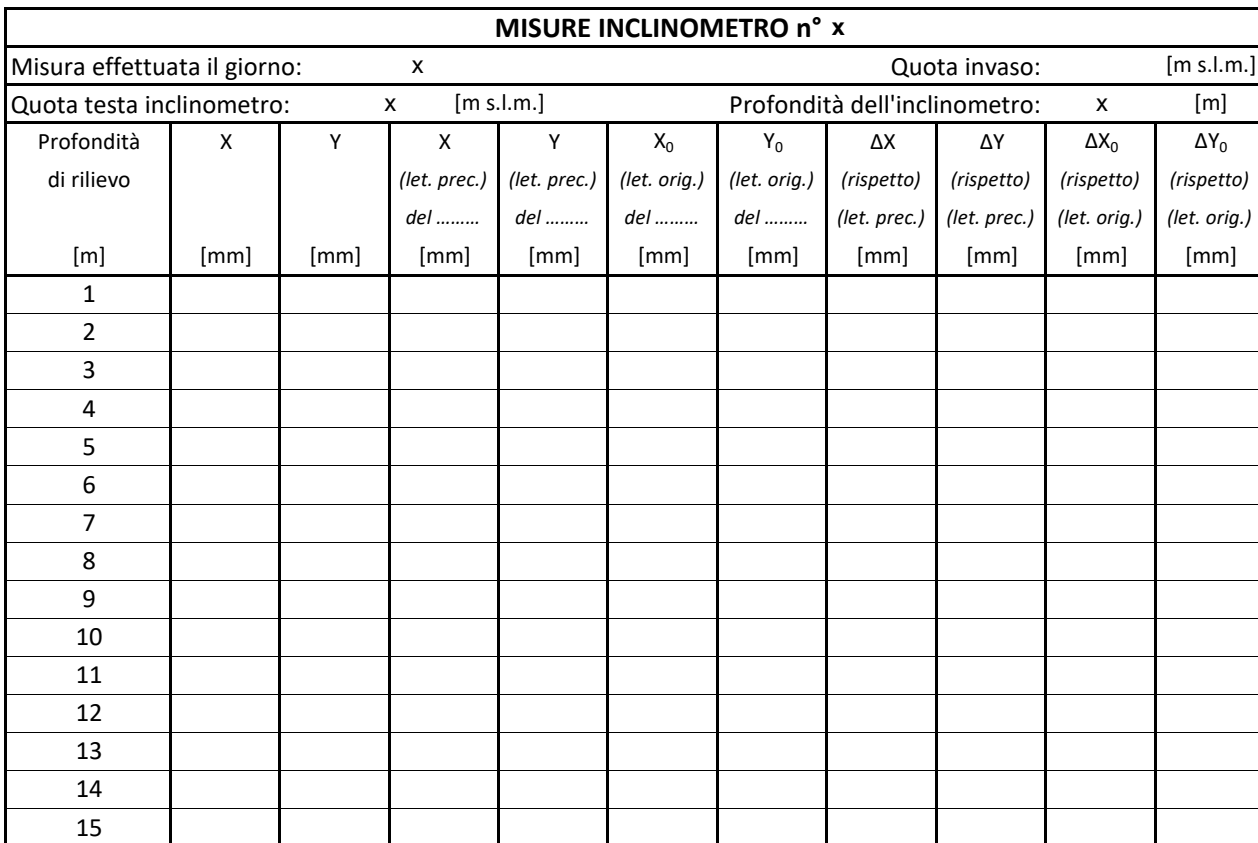 MISURE INCLINOMETRO n° x
Misura effettuata il giorno: x Quota invaso: [m s.l.m.]
Quota testa inclinometro: x [m s.l.m.] Profondità dell'inclinometro: x [m]
Profondità X Y X Y X₀ Y₀ ΔX ΔY ΔX₀ ΔY₀
di rilievo (let. prec.) (let. prec.) (let. orig.) (let. orig.) (rispetto) (rispetto) (rispetto) (rispetto)
del ……… del ……… del ……… del ……… (let. prec.) (let. prec.) (let. orig.) (let. orig.)
[m] [mm] [mm] [mm] [mm] [mm] [mm] [mm] [mm] [mm] [mm]
1
2
3
4
5
6
7
8
9
10
11
12
13
14
15